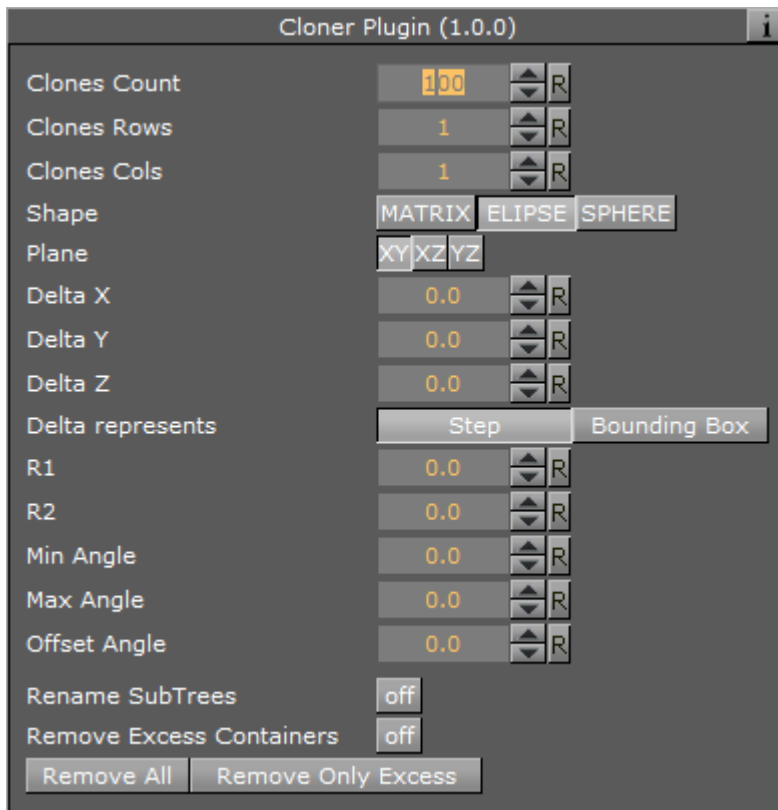 Cloner Plugin (1.0.0) i
Clones Count 100 R
Clones Rows 1 R
Clones Cols 1 R
Shape MATRIX ELIPSE SPHERE
Plane XY XZ YZ
Delta X 0.0 R
Delta Y 0.0 R
Delta Z 0.0 R
Delta represents Step Bounding Box
R1 0.0 R
R2 0.0 R
Min Angle 0.0 R
Max Angle 0.0 R
Offset Angle 0.0 R
Rename SubTrees off
Remove Excess Containers off
Remove All Remove Only Excess